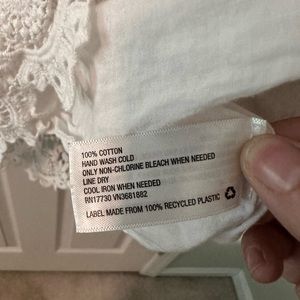 100% COTTON
HAND WASH COLD
ONLY NON-CHLORINE BLEACH WHEN NEEDED
LINE DRY
COOL IRON WHEN NEEDED
RN17730 VN3681882
LABEL MADE FROM 100% RECYCLED PLASTIC